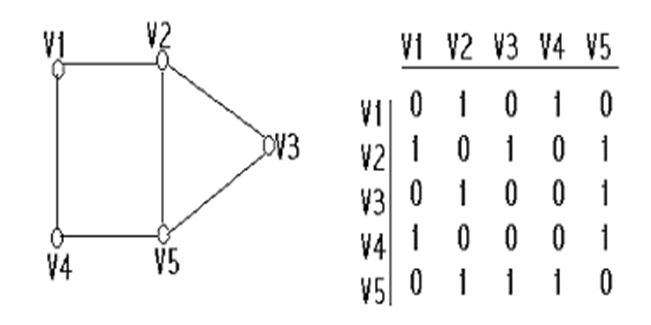 V1 V2
V3
V4 V5
V1 V2 V3 V4 V5
V1 0 1 0 1 0
V2 1 0 1 0 1
V3 0 1 0 0 1
V4 1 0 0 0 1
V5 0 1 1 1 0